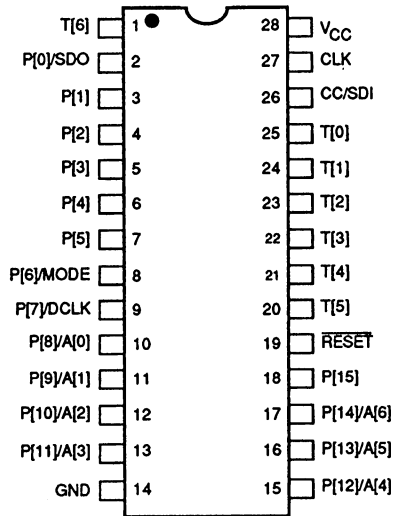 T[6] 1 28 VCC
P[0]/SDO 2 27 CLK
P[1] 3 26 CC/SDI
P[2] 4 25 T[0]
P[3] 5 24 T[1]
P[4] 6 23 T[2]
P[5] 7 22 T[3]
P[6]/MODE 8 21 T[4]
P[7]/DCLK 9 20 T[5]
P[8]/A[0] 10 19 RESET
P[9]/A[1] 11 18 P[15]
P[10]/A[2] 12 17 P[14]/A[6]
P[11]/A[3] 13 16 P[13]/A[5]
GND 14 15 P[12]/A[4]